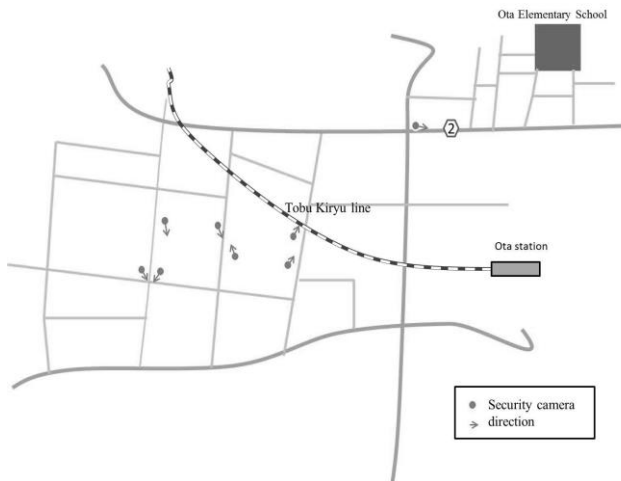 Ota Elementary School
2
Tobu Kiryu line
Ota station
Security camera
direction